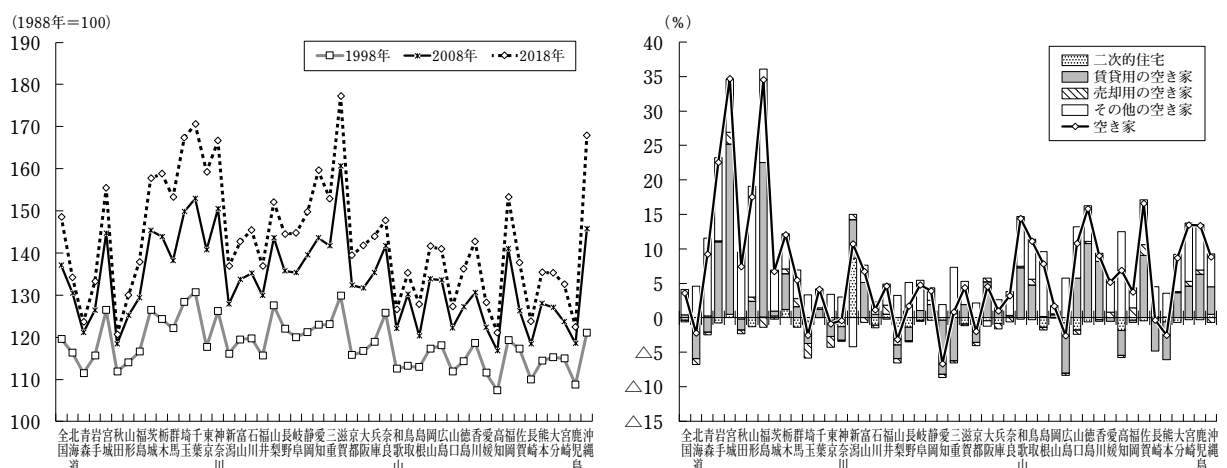 (1988年=100)
190
180
170
160
150
140
130
120
110
100
1998年
2008年
2018年
全国
北海道
青森
岩手
宮城
秋田
山形
福島
茨城
栃木
群馬
埼玉
千葉
東京
神奈川
新潟
富山
石川
福井
山梨
長野
岐阜
静岡
愛知
三重
滋賀
京都
大阪
兵庫
奈良
和歌山
鳥取
島根
岡山
広島
山口
徳島
香川
愛媛
高知
福岡
佐賀
長崎
熊本
大分
宮崎
鹿児島
沖縄
(%)
40
35
30
25
20
15
10
5
0
△5
△10
△15
二次的住宅
賃貸用の空き家
売却用の空き家
その他の空き家
空き家
全国
北海道
青森
岩手
宮城
秋田
山形
福島
茨城
栃木
群馬
埼玉
千葉
東京
神奈川
新潟
富山
石川
福井
山梨
長野
岐阜
静岡
愛知
三重
滋賀
京都
大阪
兵庫
奈良
和歌山
鳥取
島根
岡山
広島
山口
徳島
香川
愛媛
高知
福岡
佐賀
長崎
熊本
大分
宮崎
鹿児島
沖縄